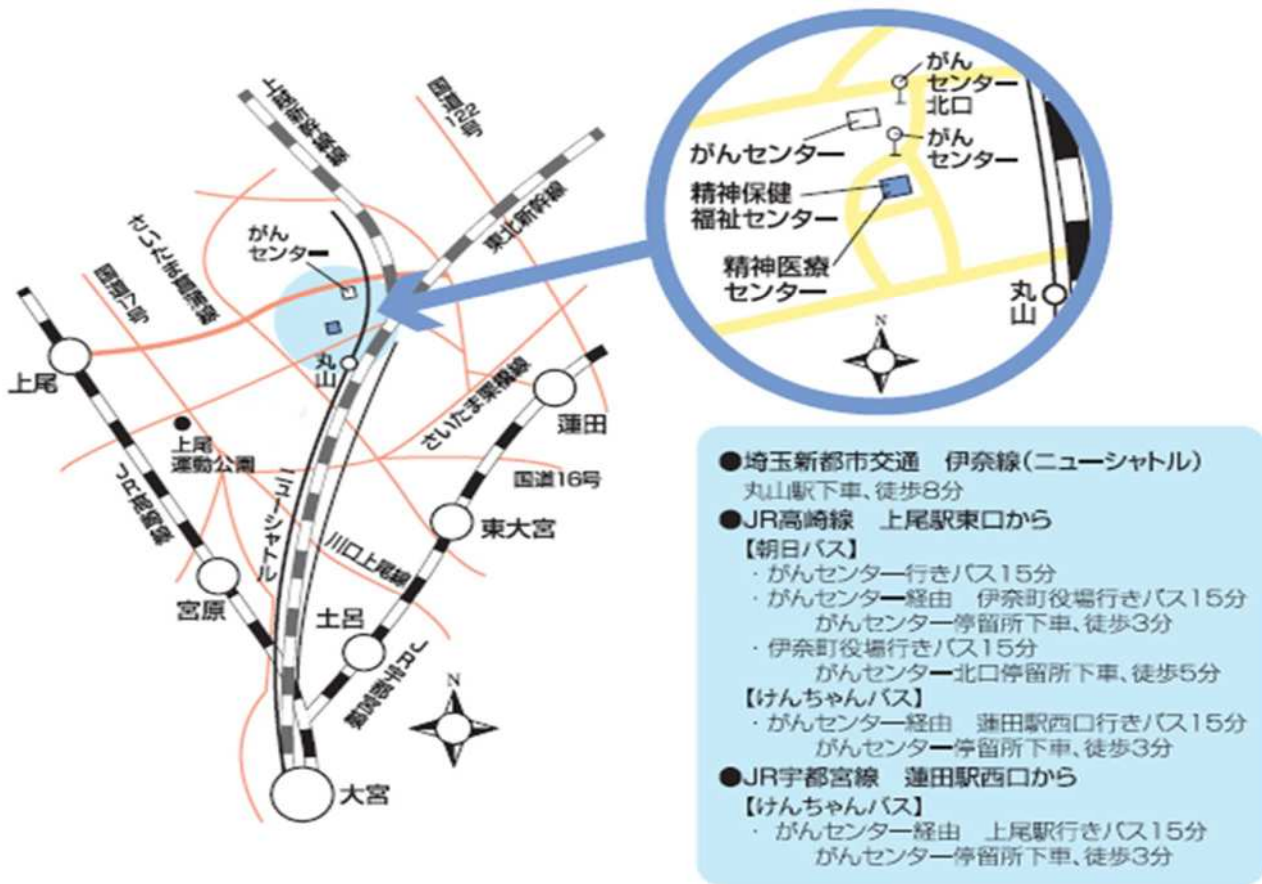 上越新幹線
国道
122号
東北新幹線
さいたま菖蒲線
国道17号
がん
センター
上尾
丸山
蓮田
さいたま栗橋線
上尾
運動公園
国道16号
JR高崎線
ニューシャトル
東大宮
川口上尾線
宮原
土呂
JR宇都宮線
N
大宮
がん
センター
北口
がん
センター
がんセンター
精神保健
福祉センター
精神医療
センター
丸山
N
●埼玉新都市交通 伊奈線(ニューシャトル)
丸山駅下車、徒歩8分
●JR高崎線 上尾駅東口から
【朝日バス】
・がんセンター行きバス15分
・がんセンター経由 伊奈町役場行きバス15分
がんセンター停留所下車、徒歩3分
・伊奈町役場行きバス15分
がんセンター北口停留所下車、徒歩5分
【けんちゃんバス】
・がんセンター経由 蓮田駅西口行きバス15分
がんセンター停留所下車、徒歩3分
●JR宇都宮線 蓮田駅西口から
【けんちゃんバス】
・がんセンター経由 上尾駅行きバス15分
がんセンター停留所下車、徒歩3分